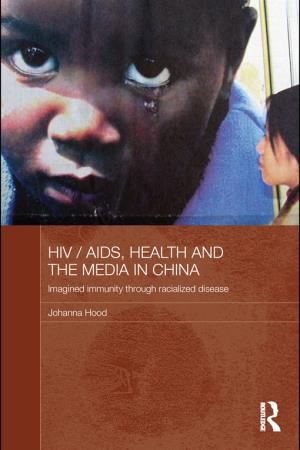 HIV / AIDS, HEALTH AND
THE MEDIA IN CHINA
Imagined immunity through racialized disease
Johanna Hood
ROUTLEDGE